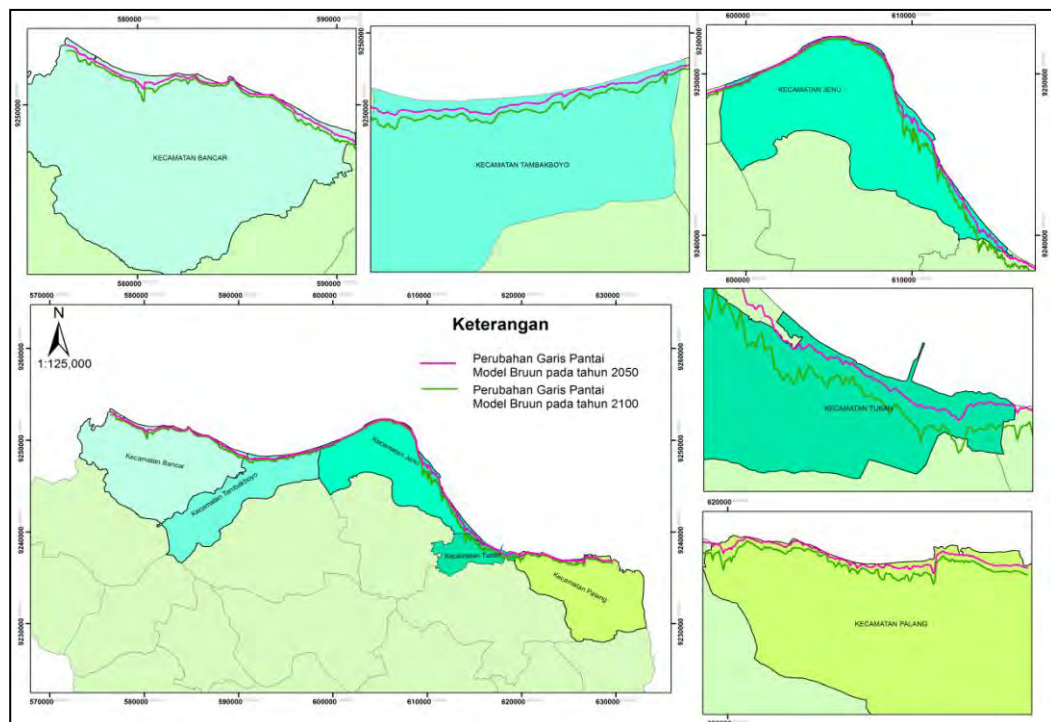 580000 590000
9250000
KECAMATAN BANCAR
9250000
9250000
KECAMATAN TAMBAKBOYO
600000 610000
9250000
9250000
KECAMATAN JENU
9240000
9240000
600000 610000
KECAMATAN TUBAN
620000
KECAMATAN PALANG
570000 580000 590000 600000 610000 620000 630000
N
1:125,000
Keterangan
Perubahan Garis Pantai
Model Bruun pada tahun 2050
Perubahan Garis Pantai
Model Bruun pada tahun 2100
9260000
9260000
9250000
9250000
Kecamatan Bancar
Kecamatan Tambakboyo
Kecamatan Jenu
9240000
9240000
Kecamatan Tuban
Kecamatan Palang
9230000
9230000
570000 580000 590000 600000 610000 620000 630000